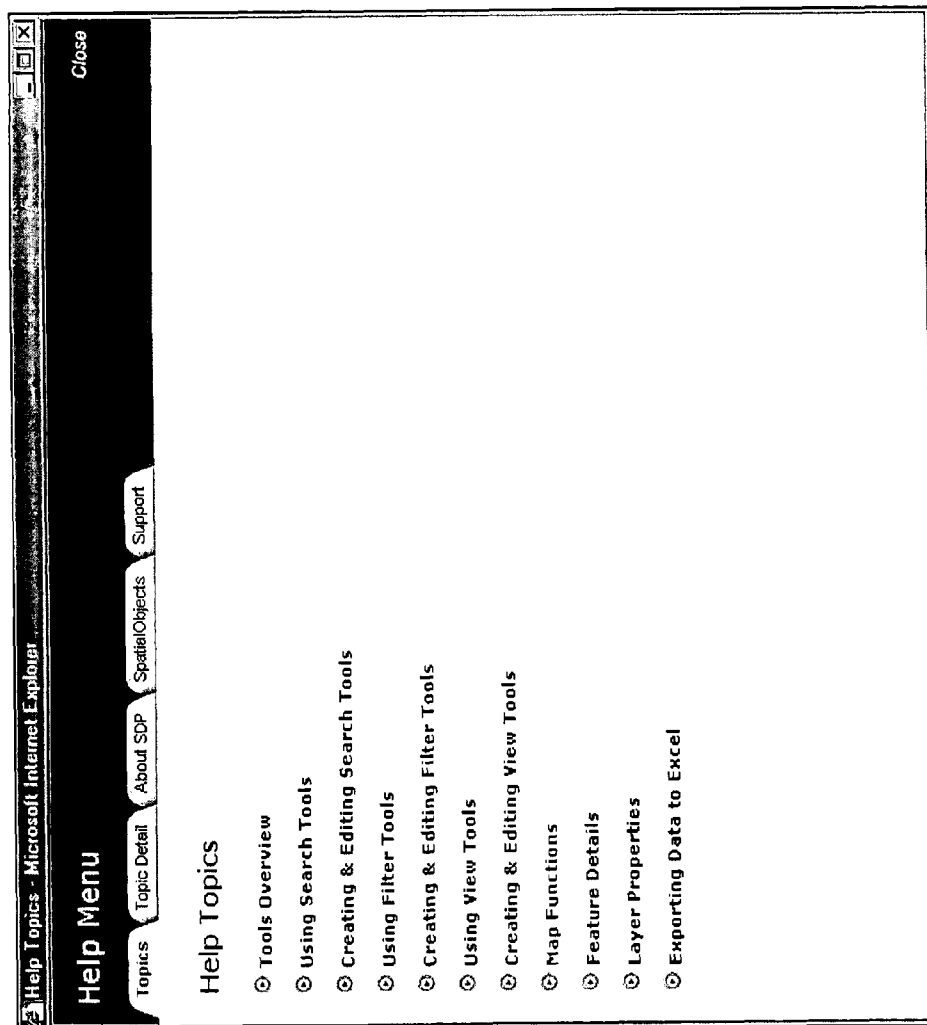 Help Topics - Microsoft Internet Explorer
Help Menu
Close
Topics
Topic Detail
About SDP
SpatialObjects
Support
Help Topics
Tools Overview
Using Search Tools
Creating & Editing Search Tools
Using Filter Tools
Creating & Editing Filter Tools
Using View Tools
Creating & Editing View Tools
Map Functions
Feature Details
Layer Properties
Exporting Data to Excel